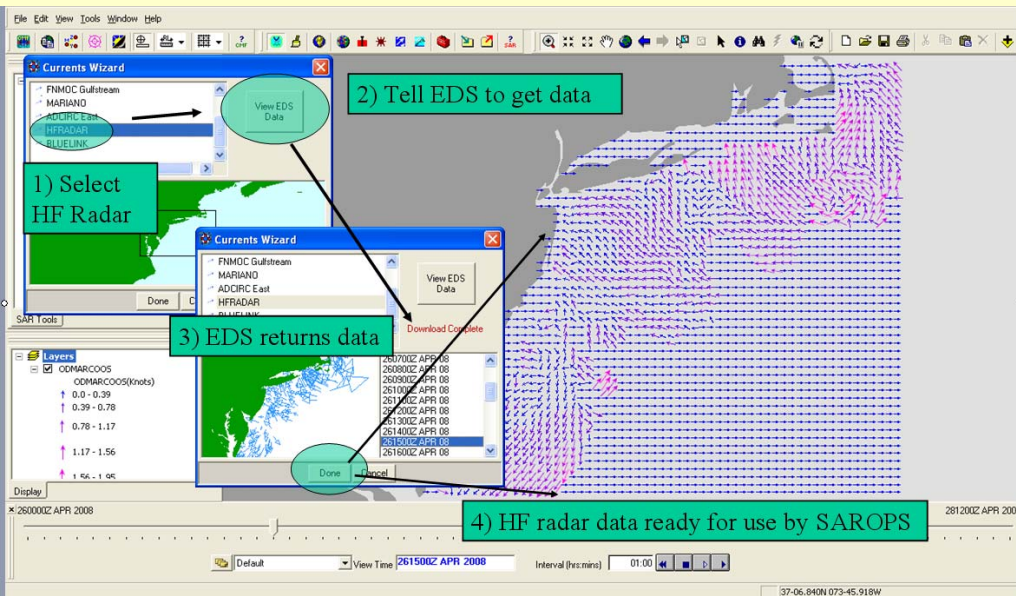 File Edit View Tools Window Help
CMF
SAR
Currents Wizard
FNMOC Gulfstream
MARIANO
ADCIRC East
HFRADAR
BLUELINK
View EDS
Data
2) Tell EDS to get data
1) Select
HF Radar
Done
SAR Tools
Currents Wizard
FNMOC Gulfstream
MARIANO
ADCIRC East
HFRADAR
BLUELINK
View EDS
Data
Download Complete
3) EDS returns data
260700Z APR 08
260800Z APR 08
260900Z APR 08
261000Z APR 08
261100Z APR 08
261200Z APR 08
261300Z APR 08
261400Z APR 08
261500Z APR 08
261600Z APR 08
Done Cancel
Layers
ODMARCOOS
ODMARCOOS(Knots)
0.0 - 0.39
0.39 - 0.78
0.78 - 1.17
1.17 - 1.56
1.56 - 1.95
Display
4) HF radar data ready for use by SAROPS
260000Z APR 2008
281200Z APR 200
Default View Time 261500Z APR 2008 Interval (hrs:mins) 01:00
37-06.840N 073-45.918W